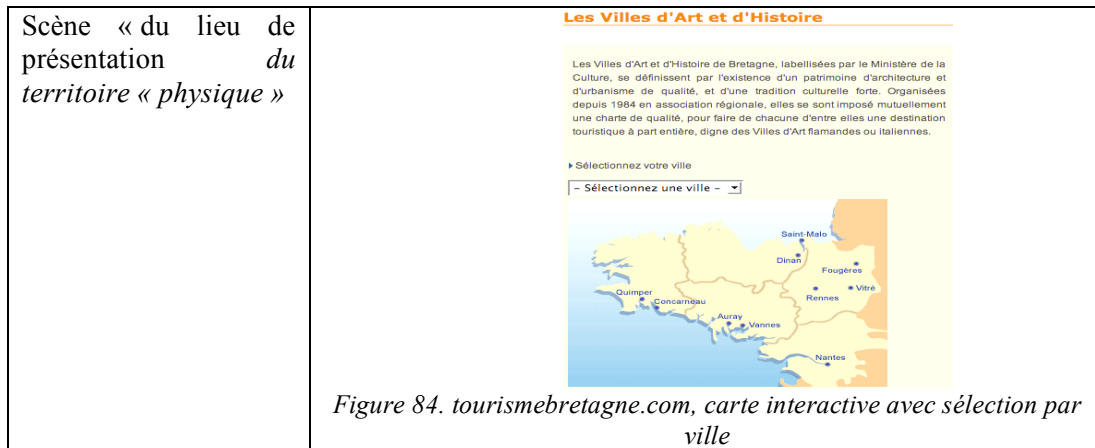 Scène « du lieu de
présentation du
territoire « physique »
Les Villes d'Art et d'Histoire
Les Villes d'Art et d'Histoire de Bretagne, labellisées par le Ministère de la
Culture, se définissent par l'existence d'un patrimoine d'architecture et
d'urbanisme de qualité, et d'une tradition culturelle forte. Organisées
depuis 1984 en association régionale, elles se sont imposé mutuellement
une charte de qualité, pour faire de chacune d'entre elles une destination
touristique à part entière, digne des Villes d'Art flamandes ou italiennes.
Sélectionnez votre ville
– Sélectionnez une ville –
Saint-Malo
Dinan
Fougères
Vitré
Rennes
Quimper
Concarneau
Auray
Vannes
Nantes
Figure 84. tourismebretagne.com, carte interactive avec sélection par
ville